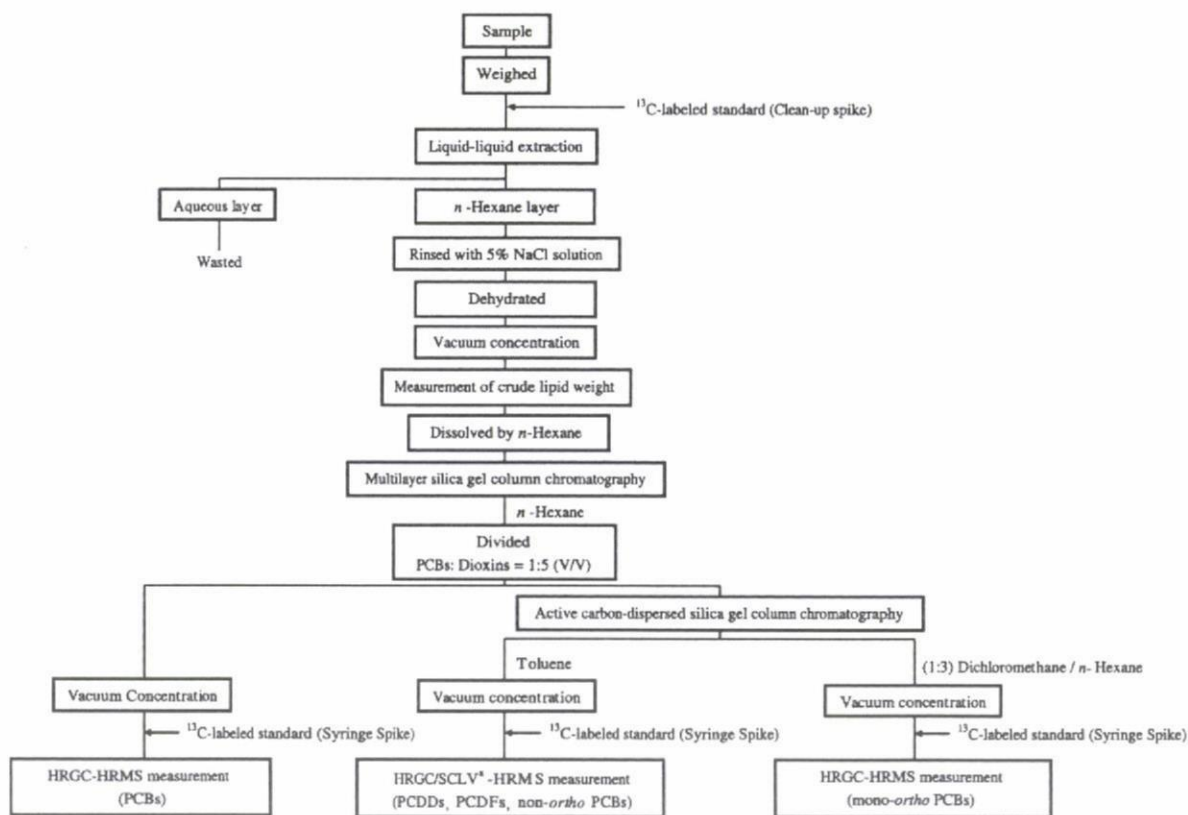 Sample
Weighed
¹³C-labeled standard (Clean-up spike)
Liquid-liquid extraction
Aqueous layer
n -Hexane layer
Wasted
Rinsed with 5% NaCl solution
Dehydrated
Vacuum concentration
Measurement of crude lipid weight
Dissolved by n-Hexane
Multilayer silica gel column chromatography
n -Hexane
Divided
PCBs: Dioxins = 1:5 (V/V)
Active carbon-dispersed silica gel column chromatography
Toluene
(1:3) Dichloromethane / n- Hexane
Vacuum Concentration
Vacuum concentration
Vacuum concentration
¹³C-labeled standard (Syringe Spike)
¹³C-labeled standard (Syringe Spike)
¹³C-labeled standard (Syringe Spike)
HRGC-HRMS measurement
(PCBs)
HRGC/SCLVª -HRMS measurement
(PCDDs, PCDFs, non-ortho PCBs)
HRGC-HRMS measurement
(mono-ortho PCBs)